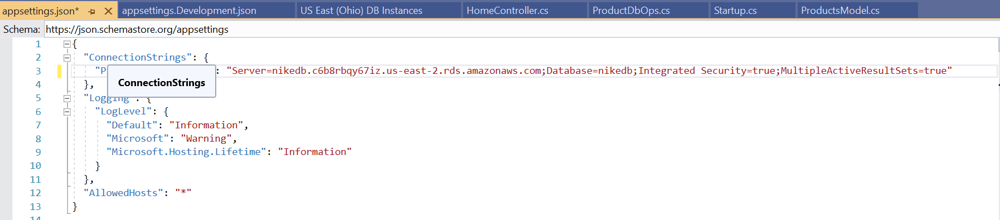 appsettings.json* appsettings.Development.json US East (Ohio) DB Instances HomeController.cs ProductDbOps.cs Startup.cs ProductsModel.cs
Schema: https://json.schemastore.org/appsettings
1 {
2 "ConnectionStrings": {
3 "P : "Server=nikedb.c6b8rbqy67iz.us-east-2.rds.amazonaws.com;Database=nikedb;Integrated Security=true;MultipleActiveResultSets=true"
ConnectionStrings
4 },
5 "Logging": {
6 "LogLevel": {
7 "Default": "Information",
8 "Microsoft": "Warning",
9 "Microsoft.Hosting.Lifetime": "Information"
10 }
11 },
12 "AllowedHosts": "*"
13 }
14